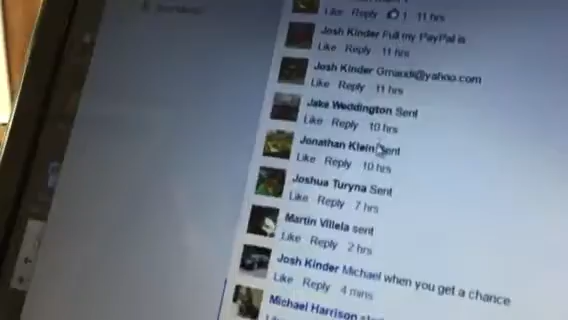 Like Reply 1 11 hrs
Josh Kinder Full my PayPal is
Like Reply 11 hrs
Josh Kinder Gmaudi@yahoo.com
Like Reply 11 hrs
Jake Weddington Sent
Like Reply 10 hrs
Jonathan Klein Sent
Like Reply 10 hrs
Joshua Turyna Sent
Like Reply 7 hrs
Martin Villela sent
Like Reply 2 hrs
Josh Kinder Michael when you get a chance
Like Reply 4 mins
Michael Harrison
Like